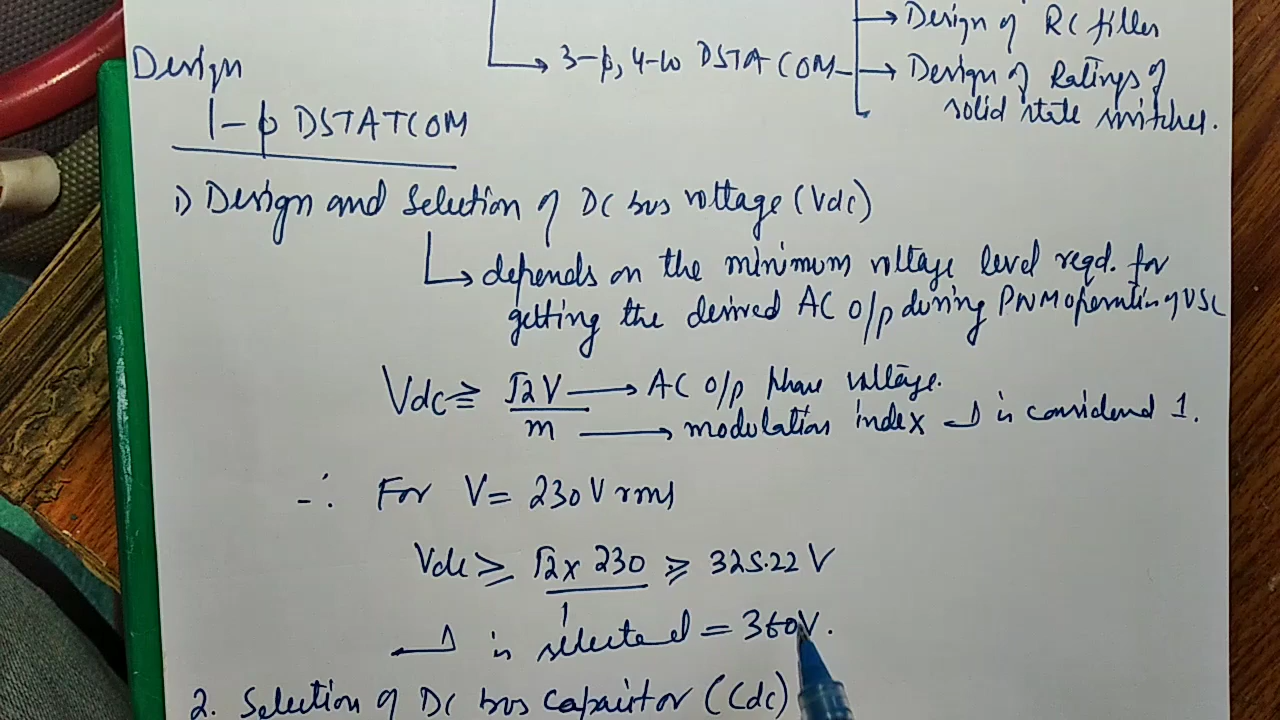 Design of RC filter
3-p, 4-w DSTATCOM → Design of Ratings of
solid state switches.
Design
1-p DSTATCOM
1) Design and Selection of DC bus voltage (Vdc)
depends on the minimum voltage level reqd. for
getting the desired AC o/p during PWM operation of VSC
Vdc ≥ √2 V → AC o/p phase voltage.
m → modulation index → is considered 1.
∴ For V = 230 V rms
Vdc ≥ √2 x 230 ≥ 325.22 V
1
→ is selected = 360V.
2. Selection of DC bus Capacitor (Cdc)